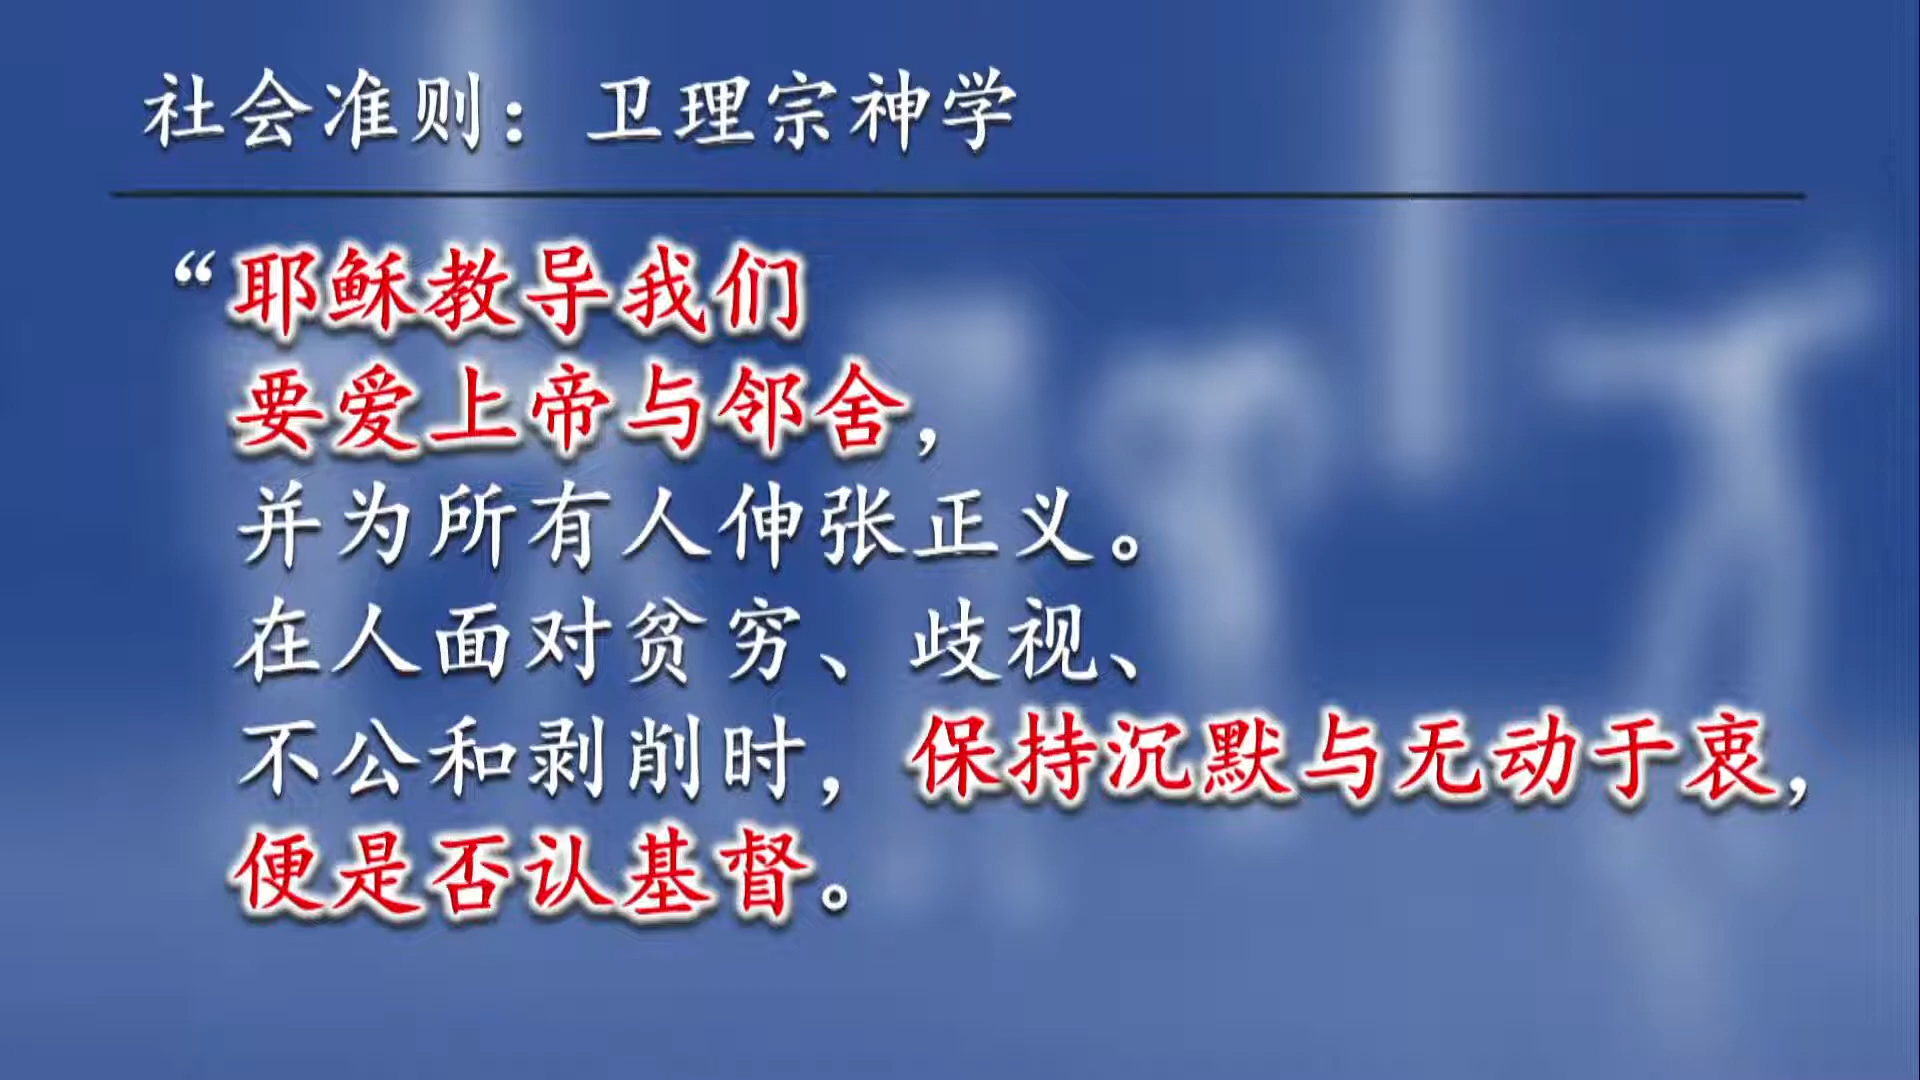 社会准则：卫理宗神学
“耶稣教导我们
要爱上帝与邻舍，
并为所有人伸张正义。
在人面对贫穷、歧视、
不公和剥削时，保持沉默与无动于衷，
便是否认基督。